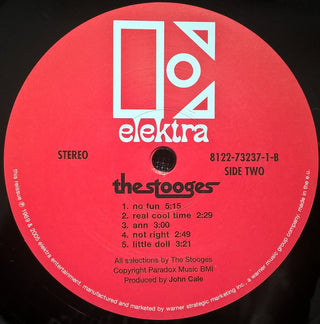 elektra
STEREO
8122-73237-1-B
SIDE TWO
thestooges
1. no fun 5:15
2. real cool time 2:29
3. ann 3:00
4. not right 2:49
5. little doll 3:21
All selections by The Stooges
Copyright Paradox Music BMI
Produced by John Cale
this reissue ℗ 1969 & 2005 elektra entertainment, manufactured and marketed by warner strategic marketing inc., a warner music group company. made in the e.u.